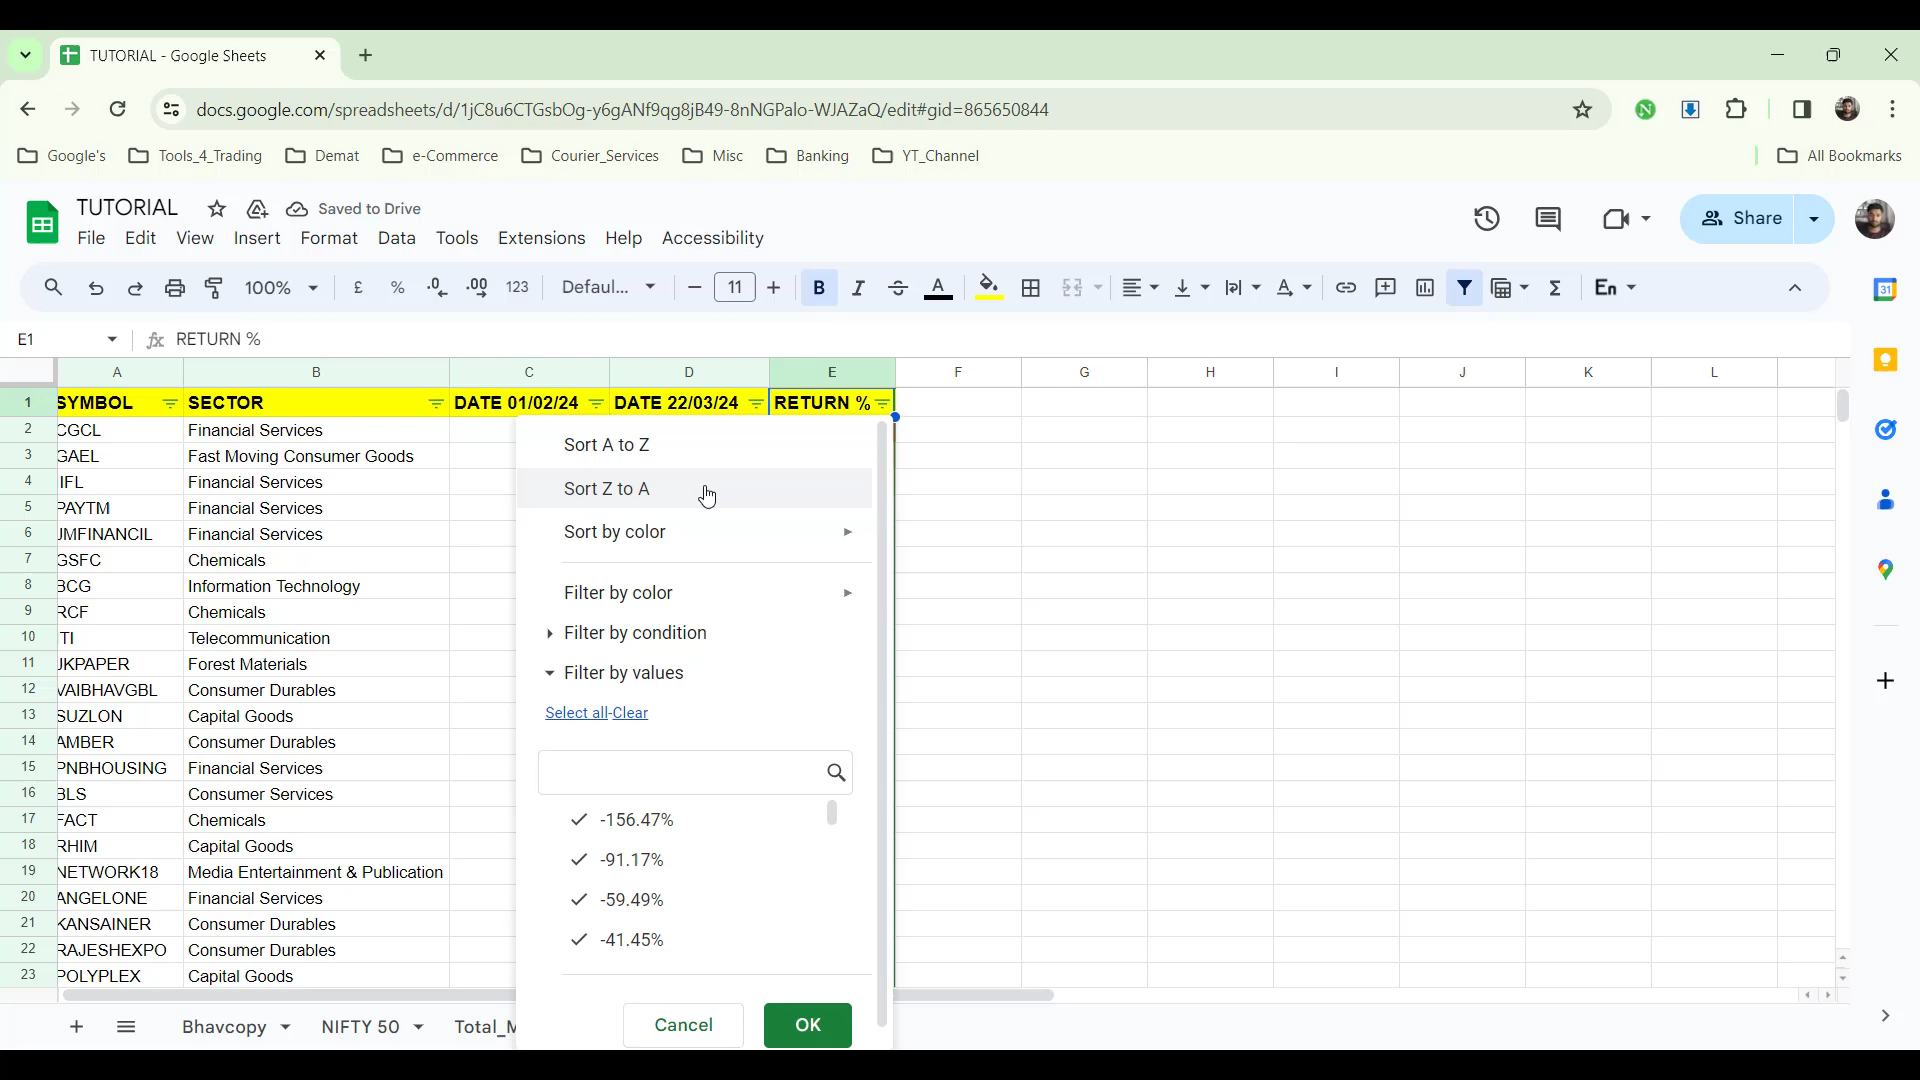 TUTORIAL - Google Sheets
docs.google.com/spreadsheets/d/1jC8u6CTGsbOg-y6gANf9qg8jB49-8nNGPalo-WJAZaQ/edit#gid=865650844
Google's Tools_4_Trading Demat e-Commerce Courier_Services Misc Banking YT_Channel All Bookmarks
TUTORIAL Saved to Drive
File Edit View Insert Format Data Tools Extensions Help Accessibility
Share
100% £ % .0 .00 123 Defaul... 11 B I A Σ En
31
E1 fx RETURN %
A B C D E F G H I J K L
1 SYMBOL SECTOR DATE 01/02/24 DATE 22/03/24 RETURN %
2 CGCL Financial Services
3 GAEL Fast Moving Consumer Goods
4 IIFL Financial Services
5 PAYTM Financial Services
6 JMFINANCIL Financial Services
7 GSFC Chemicals
8 BCG Information Technology
9 RCF Chemicals
10 ITI Telecommunication
11 JKPAPER Forest Materials
12 VAIBHAVGBL Consumer Durables
13 SUZLON Capital Goods
14 AMBER Consumer Durables
15 PNBHOUSING Financial Services
16 BLS Consumer Services
17 FACT Chemicals
18 RHIM Capital Goods
19 NETWORK18 Media Entertainment & Publication
20 ANGELONE Financial Services
21 KANSAINER Consumer Durables
22 RAJESHEXPO Consumer Durables
23 POLYPLEX Capital Goods
Sort A to Z
Sort Z to A
Sort by color
Filter by color
Filter by condition
Filter by values
Select all-Clear
-156.47%
-91.17%
-59.49%
-41.45%
Cancel OK
Bhavcopy NIFTY 50 Total_M